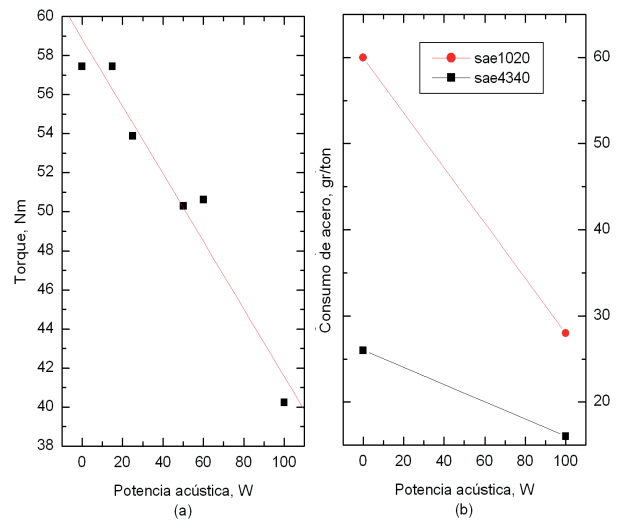 60
58
56
54
52
50
48
46
44
42
40
38
Torque, Nm
0 20 40 60 80 100
Potencia acústica, W
(a)
sae1020
sae4340
Consumo de acero, gr/ton
60
50
40
30
20
0 20 40 60 80 100
Potencia acústica, W
(b)